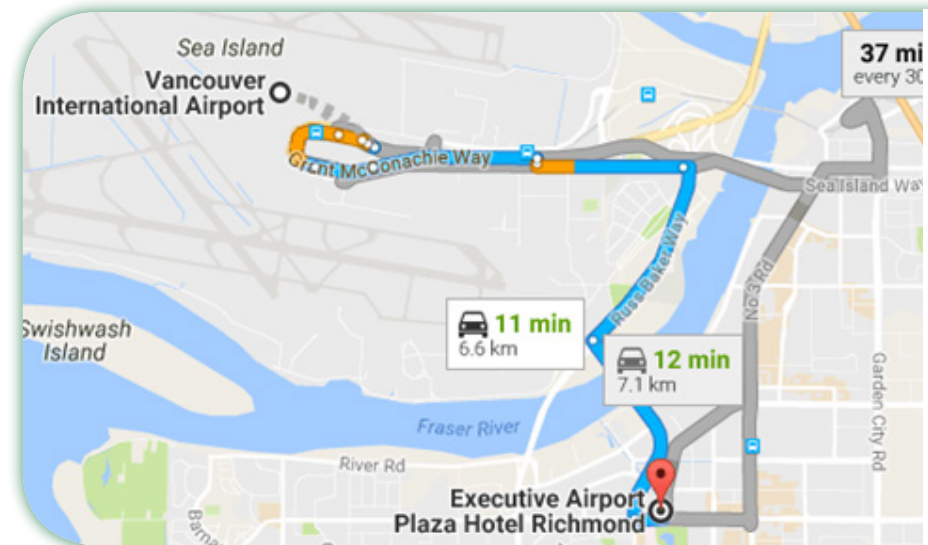 Sea Island
Vancouver
International Airport
37 mi
every 30
Grant McConachie Way
Sea Island Way
Russ Baker Way
No 3 Rd
Swishwash
Island
11 min
6.6 km
12 min
7.1 km
Garden City Rd
Fraser River
River Rd
Executive Airport
Plaza Hotel Richmond